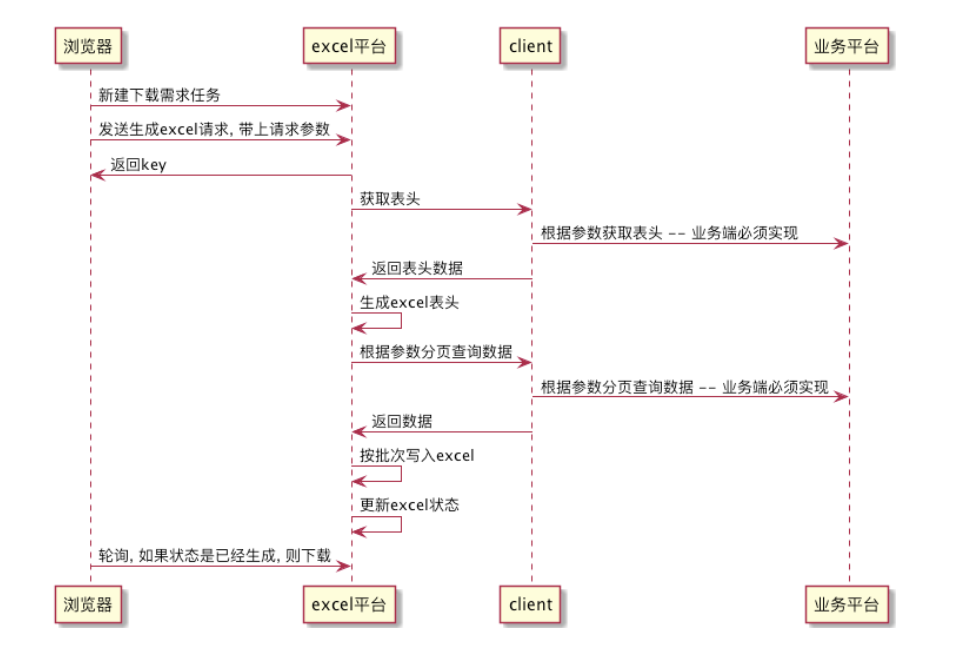 浏览器
excel平台
client
业务平台
新建下载需求任务
发送生成excel请求, 带上请求参数
返回key
获取表头
根据参数获取表头 -- 业务端必须实现
返回表头数据
生成excel表头
根据参数分页查询数据
根据参数分页查询数据 -- 业务端必须实现
返回数据
按批次写入excel
更新excel状态
轮询, 如果状态是已经生成, 则下载
浏览器
excel平台
client
业务平台